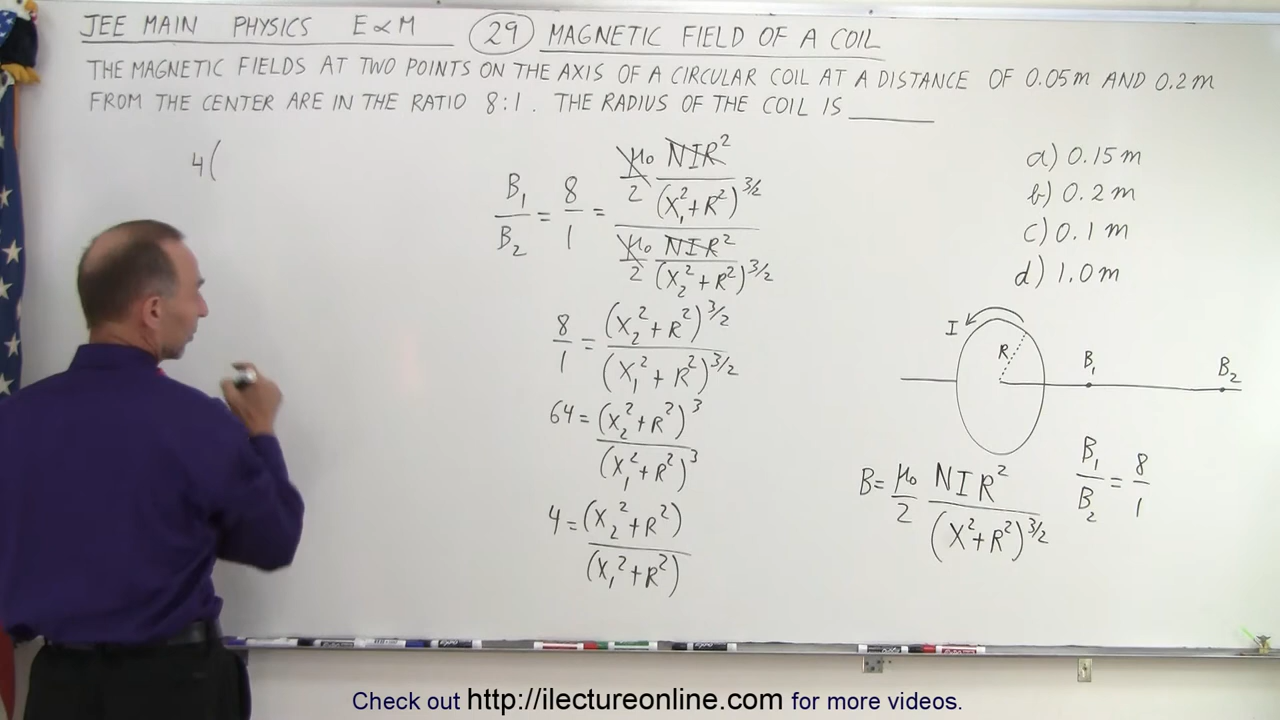 JEE MAIN PHYSICS E∝M 29 MAGNETIC FIELD OF A COIL
THE MAGNETIC FIELDS AT TWO POINTS ON THE AXIS OF A CIRCULAR COIL AT A DISTANCE OF 0.05m AND 0.2m
FROM THE CENTER ARE IN THE RATIO 8:1. THE RADIUS OF THE COIL IS ______
4(
B₁/B₂ = 8/1 = (μ₀/2 NIR²/(X₁²+R²)^3/2)/(μ₀/2 NIR²/(X₂²+R²)^3/2)
8/1 = (X₂²+R²)^3/2/(X₁²+R²)^3/2
64 = (X₂²+R²)³/(X₁²+R²)³
4 = (X₂²+R²)/(X₁²+R²)
a) 0.15m
b) 0.2m
c) 0.1m
d) 1.0m
I
R
B₁
B₂
B = μ₀/2 NIR²/(X²+R²)^3/2
B₁/B₂ = 8/1
Check out http://ilectureonline.com for more videos.